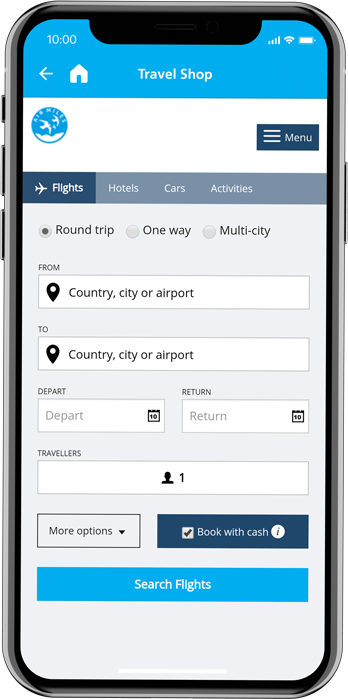 10:00
Travel Shop
AIR MILES
Menu
Flights Hotels Cars Activities
Round trip One way Multi-city
FROM
Country, city or airport
TO
Country, city or airport
DEPART RETURN
Depart 10 Return 10
TRAVELLERS
1
More options Book with cash i
Search Flights